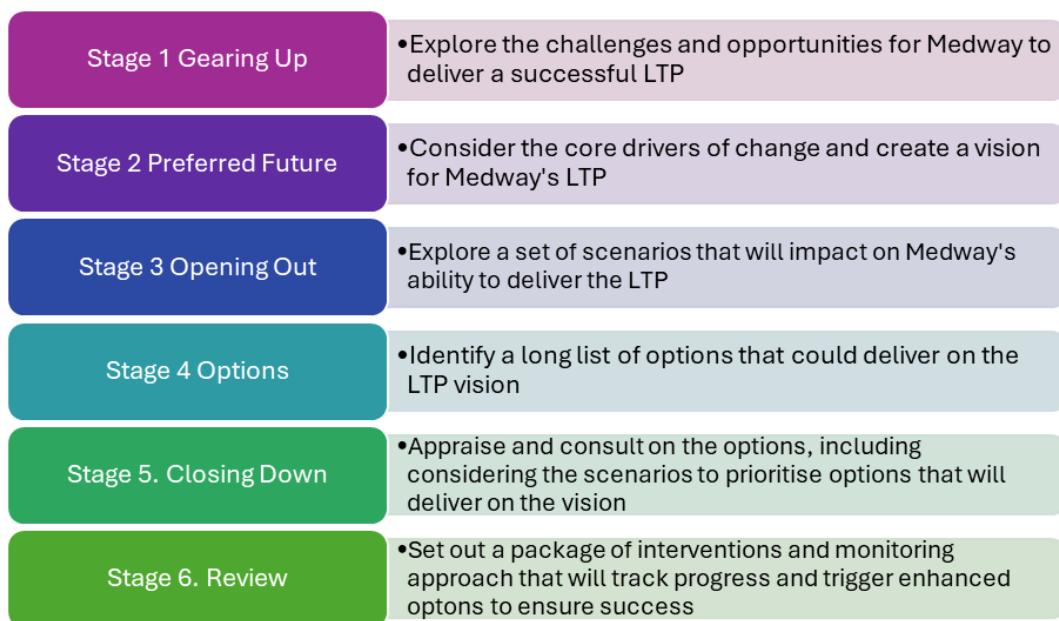 Stage 1 Gearing Up
•Explore the challenges and opportunities for Medway to
deliver a successful LTP
Stage 2 Preferred Future
•Consider the core drivers of change and create a vision
for Medway's LTP
Stage 3 Opening Out
•Explore a set of scenarios that will impact on Medway's
ability to deliver the LTP
Stage 4 Options
•Identify a long list of options that could deliver on the
LTP vision
Stage 5. Closing Down
•Appraise and consult on the options, including
considering the scenarios to prioritise options that will
deliver on the vision
Stage 6. Review
•Set out a package of interventions and monitoring
approach that will track progress and trigger enhanced
optons to ensure success